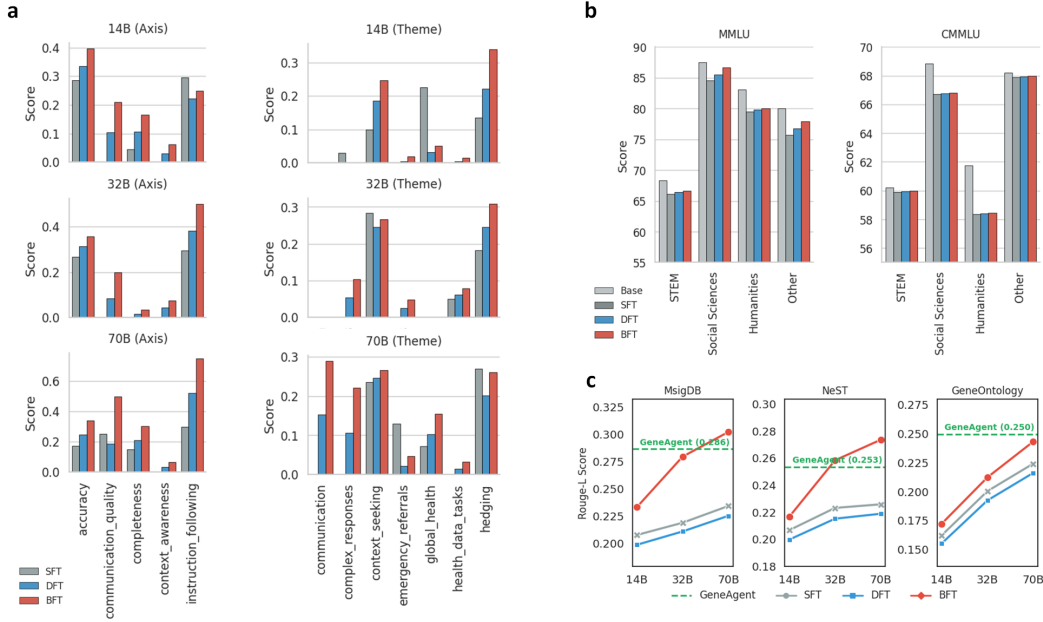 a
14B (Axis)
0.4
0.3
0.2
0.1
0.0
Score
14B (Theme)
0.3
0.2
0.1
0.0
Score
32B (Axis)
0.4
0.2
0.0
Score
32B (Theme)
0.3
0.2
0.1
0.0
Score
70B (Axis)
0.6
0.4
0.2
0.0
Score
accuracy
communication_quality
completeness
context_awareness
instruction_following
70B (Theme)
0.3
0.2
0.1
0.0
Score
communication
complex_responses
context_seeking
emergency_referrals
global_health
health_data_tasks
hedging
SFT
DFT
BFT
b
MMLU
90
85
80
75
70
65
60
55
Score
STEM
Social Sciences
Humanities
Other
CMMLU
70
68
66
64
62
60
58
56
Score
STEM
Social Sciences
Humanities
Other
Base
SFT
DFT
BFT
c
MsigDB
0.325
0.300
0.275
0.250
0.225
0.200
Rouge-L Score
GeneAgent (0.286)
14B
32B
70B
NeST
0.30
0.28
0.26
0.24
0.22
0.20
0.18
GeneAgent (0.253)
14B
32B
70B
GeneOntology
0.275
0.250
0.225
0.200
0.175
0.150
GeneAgent (0.250)
14B
32B
70B
GeneAgent
SFT
DFT
BFT